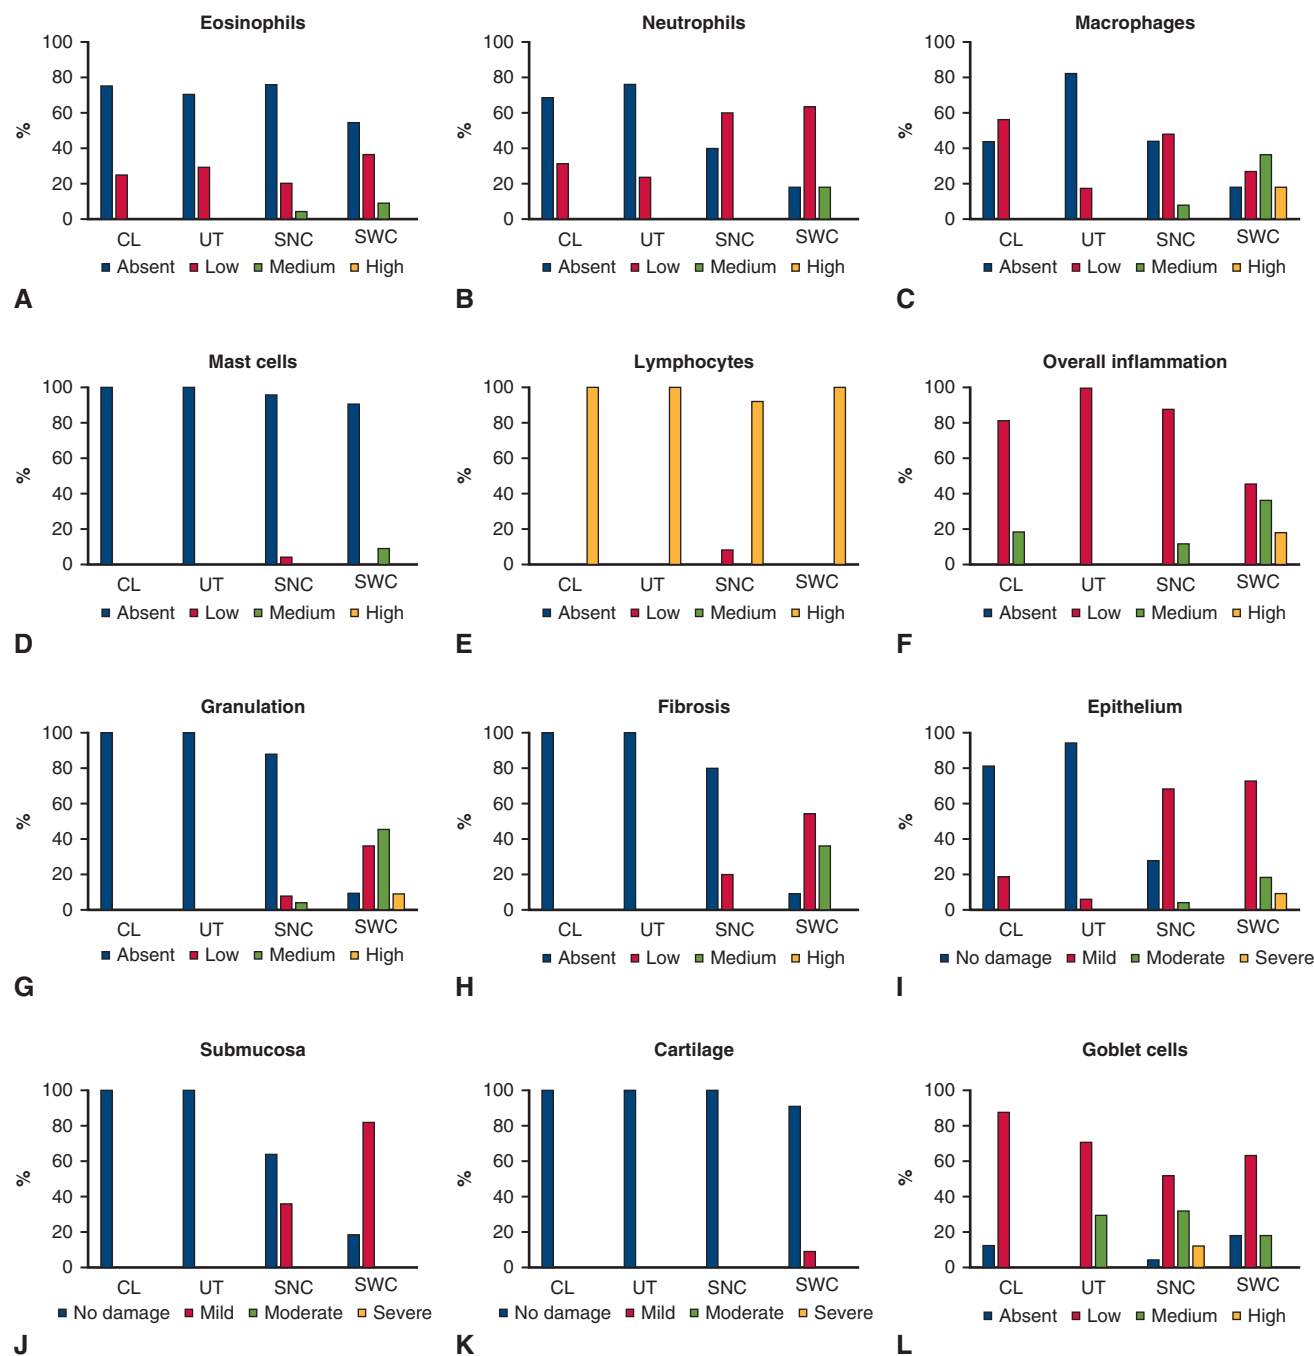 Eosinophils
100
80
60
40
20
0
%
CL UT SNC SWC
Absent Low Medium High
A
Neutrophils
100
80
60
40
20
0
%
CL UT SNC SWC
Absent Low Medium High
B
Macrophages
100
80
60
40
20
0
%
CL UT SNC SWC
Absent Low Medium High
C
Mast cells
100
80
60
40
20
0
%
CL UT SNC SWC
Absent Low Medium High
D
Lymphocytes
100
80
60
40
20
0
%
CL UT SNC SWC
Absent Low Medium High
E
Overall inflammation
100
80
60
40
20
0
%
CL UT SNC SWC
Absent Low Medium High
F
Granulation
100
80
60
40
20
0
%
CL UT SNC SWC
Absent Low Medium High
G
Fibrosis
100
80
60
40
20
0
%
CL UT SNC SWC
Absent Low Medium High
H
Epithelium
100
80
60
40
20
0
%
CL UT SNC SWC
No damage Mild Moderate Severe
I
Submucosa
100
80
60
40
20
0
%
CL UT SNC SWC
No damage Mild Moderate Severe
J
Cartilage
100
80
60
40
20
0
%
CL UT SNC SWC
No damage Mild Moderate Severe
K
Goblet cells
100
80
60
40
20
0
%
CL UT SNC SWC
Absent Low Medium High
L